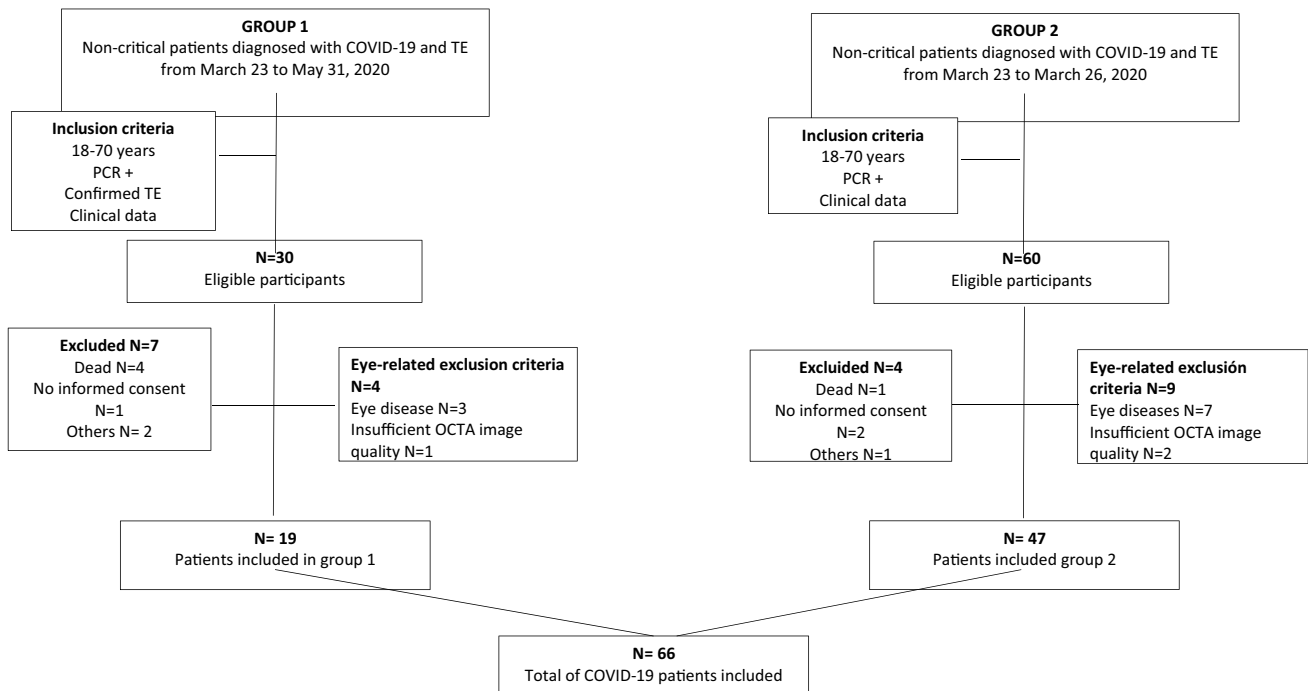 GROUP 1
Non-critical patients diagnosed with COVID-19 and TE
from March 23 to May 31, 2020
Inclusion criteria
18-70 years
PCR +
Confirmed TE
Clinical data
N=30
Eligible participants
Excluded N=7
Dead N=4
No informed consent
N=1
Others N= 2
Eye-related exclusion criteria
N=4
Eye disease N=3
Insufficient OCTA image
quality N=1
N= 19
Patients included in group 1
GROUP 2
Non-critical patients diagnosed with COVID-19 and TE
from March 23 to March 26, 2020
Inclusion criteria
18-70 years
PCR +
Clinical data
N=60
Eligible participants
Excluided N=4
Dead N=1
No informed consent
N=2
Others N=1
Eye-related exclusión
criteria N=9
Eye diseases N=7
Insufficient OCTA image
quality N=2
N= 47
Patients included group 2
N= 66
Total of COVID-19 patients included